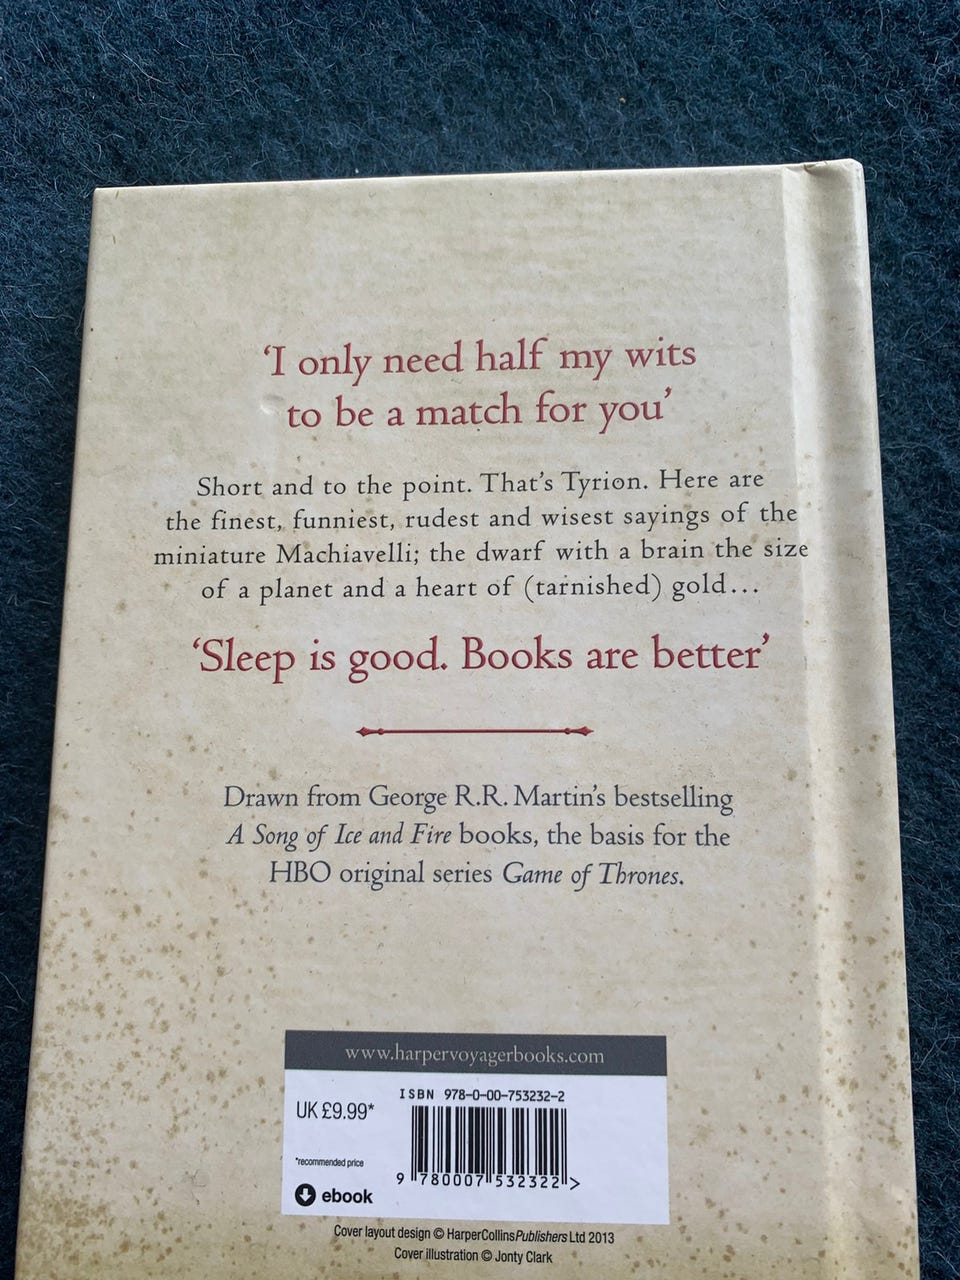 ‘I only need half my wits
to be a match for you’
Short and to the point. That’s Tyrion. Here are
the finest, funniest, rudest and wisest sayings of the
miniature Machiavelli; the dwarf with a brain the size
of a planet and a heart of (tarnished) gold...
‘Sleep is good. Books are better’
Drawn from George R.R. Martin’s bestselling
A Song of Ice and Fire books, the basis for the
HBO original series Game of Thrones.
www.harpervoyagerbooks.com
ISBN 978-0-00-753232-2
UK £9.99*
*recommended price
ebook
9 780007 532322 >
Cover layout design © HarperCollinsPublishers Ltd 2013
Cover illustration © Jonty Clark